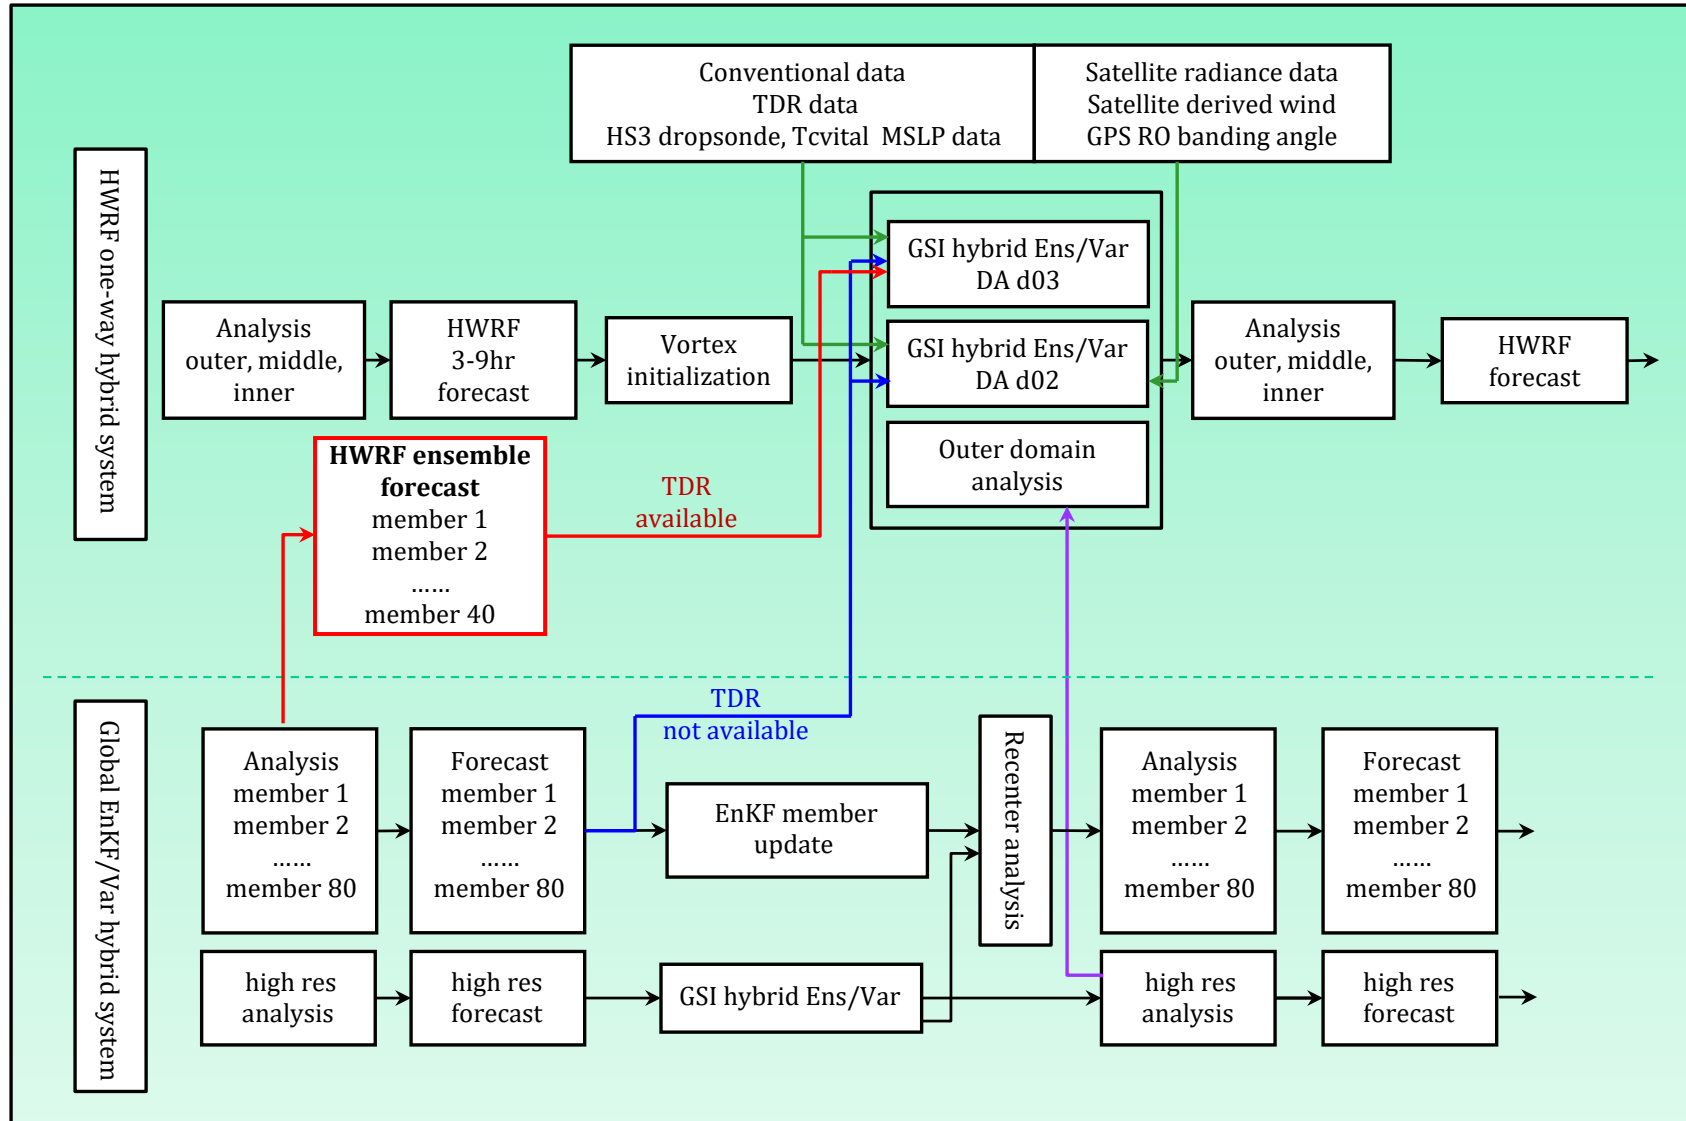 Conventional data
TDR data
HS3 dropsonde, Tcvital  MSLP data
Satellite radiance data
Satellite derived wind
GPS RO banding angle
HWRF one-way hybrid system
Analysis
outer, middle,
inner
HWRF
3-9hr
forecast
Vortex
initialization
GSI hybrid Ens/Var
DA d03
GSI hybrid Ens/Var
DA d02
Outer domain
analysis
Analysis
outer, middle,
inner
HWRF
forecast
HWRF ensemble
forecast
member 1
member 2
……
member 40
TDR
available
TDR
not available
Global EnKF/Var hybrid system
Analysis
member 1
member 2
……
member 80
Forecast
member 1
member 2
……
member 80
EnKF member
update
Recenter analysis
Analysis
member 1
member 2
……
member 80
Forecast
member 1
member 2
……
member 80
high res
analysis
high res
forecast
GSI hybrid Ens/Var
high res
analysis
high res
forecast